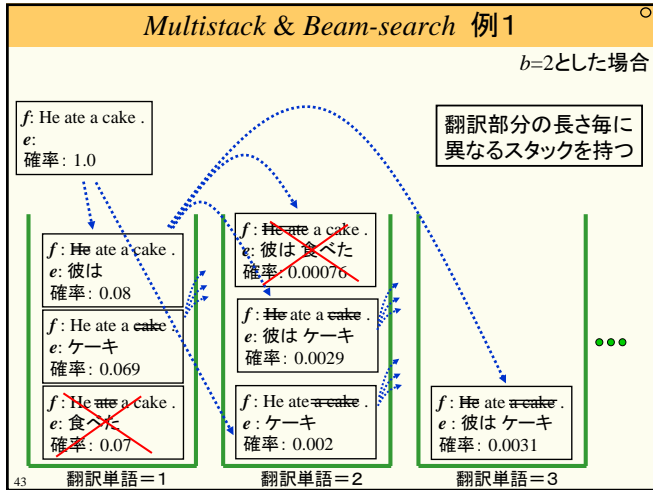 Multistack & Beam-search 例1
b=2とした場合
f: He ate a cake .
e:
確率: 1.0
翻訳部分の長さ毎に
異なるスタックを持つ
f : He ate a cake .
e: 彼は
確率: 0.08
f : He ate a cake .
e: ケーキ
確率: 0.069
f : He ate a cake .
e: 食べた
確率: 0.07
翻訳単語=1
f : He ate a cake .
e: 彼は 食べた
確率: 0.00076
f : He ate a cake .
e: 彼は ケーキ
確率: 0.0029
f : He ate a cake .
e : ケーキ
確率: 0.002
翻訳単語=2
f : He ate a cake .
e : 彼は ケーキ
確率: 0.0031
翻訳単語=3
43